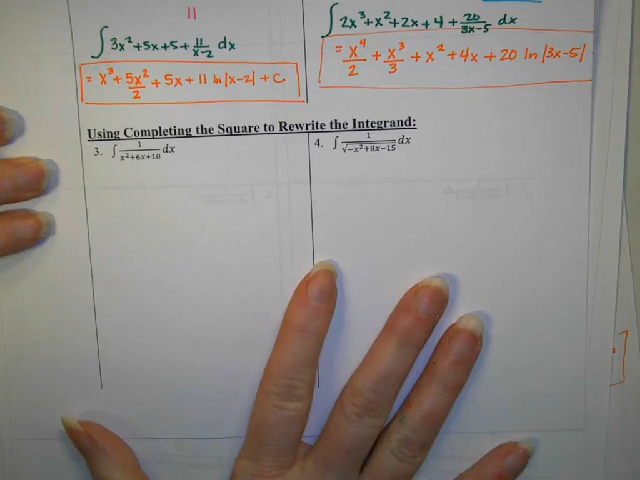 11
∫ 3x² + 5x + 5 + 11/(x-2) dx
= x³ + 5x²/2 + 5x + 11 ln|x-2| + C
∫ 2x³ + x² + 2x + 4 + 20/(3x-5) dx
= x⁴/2 + x³/3 + x² + 4x + 20 ln|3x-5|
Using Completing the Square to Rewrite the Integrand:
3. ∫ 1/(x²+6x+10) dx
4. ∫ 1/√(-x²+8x-15) dx